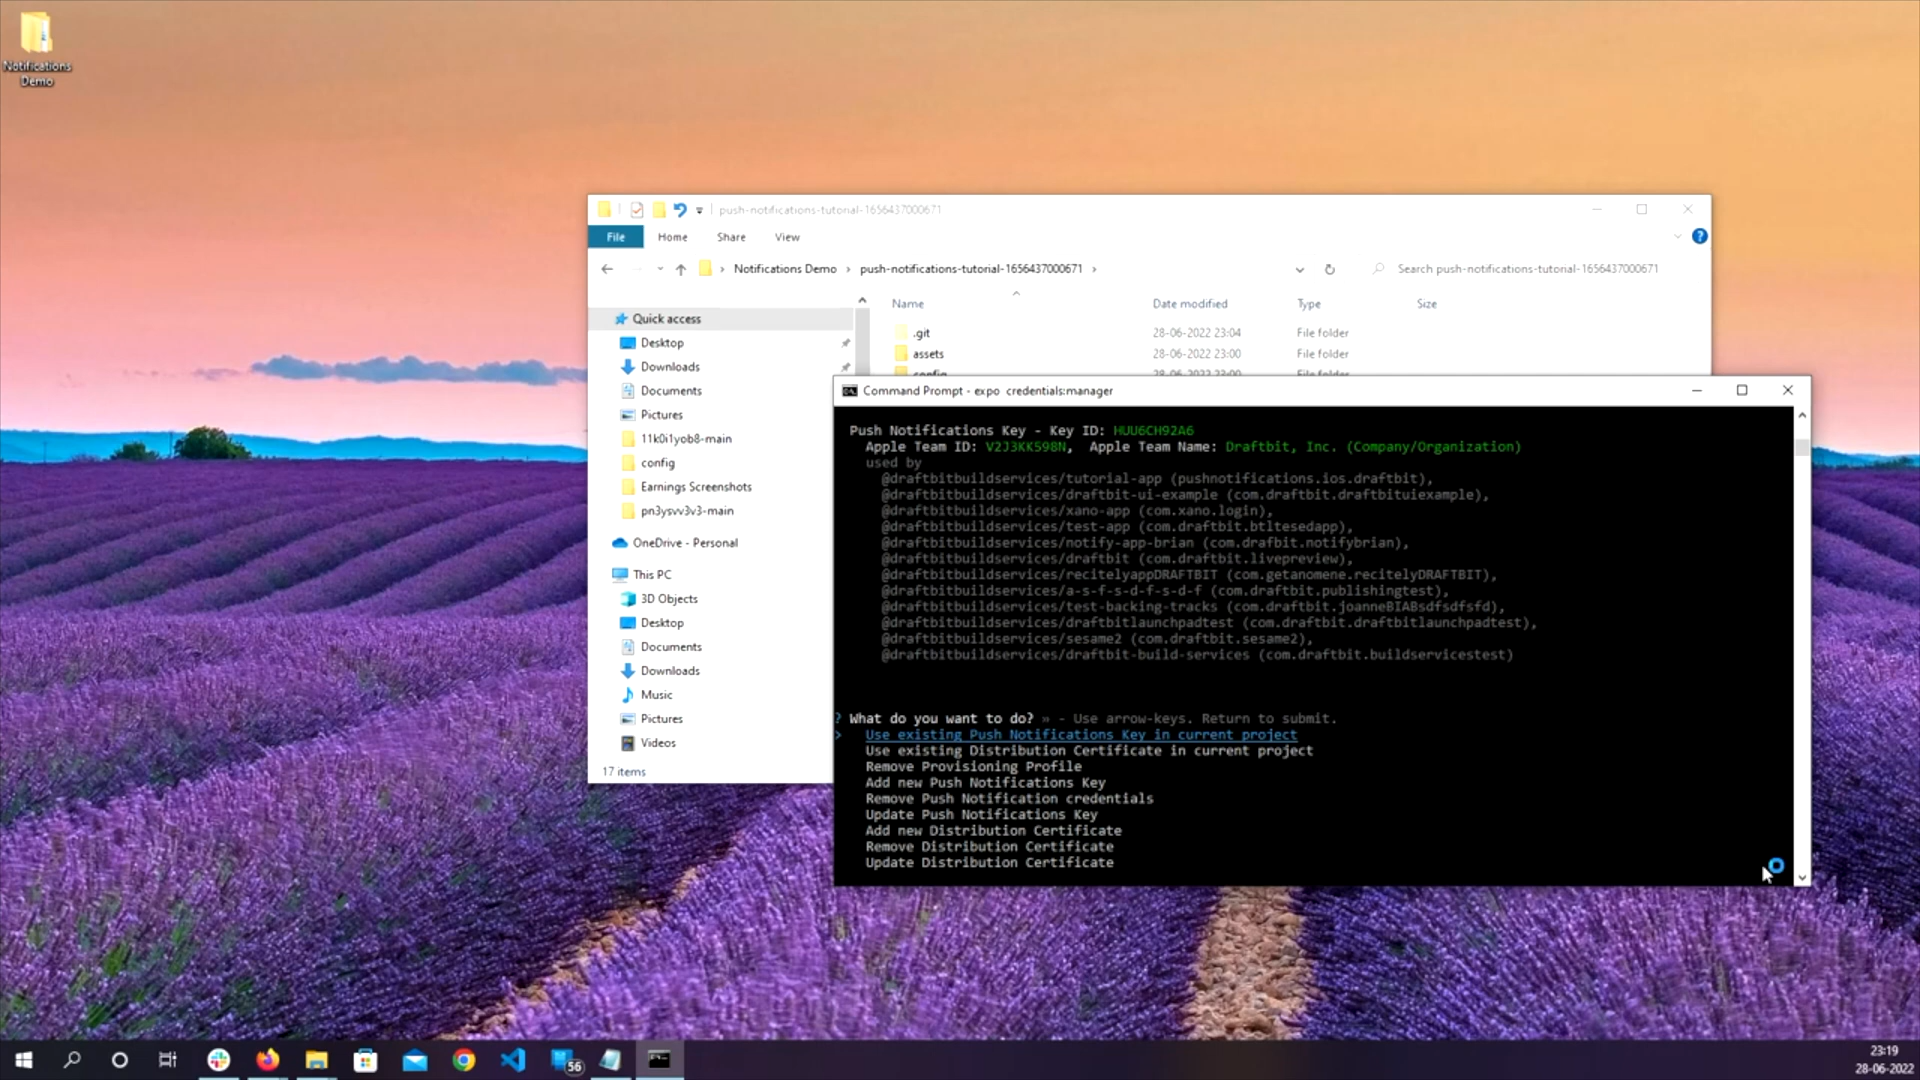 Notifications
Demo
push-notifications-tutorial-1656437000671
File
Home
Share
View
Notifications Demo
push-notifications-tutorial-1656437000671
Search push-notifications-tutorial-1656437000671
Name
Date modified
Type
Size
Quick access
Desktop
Downloads
Documents
Pictures
11k0i1yob8-main
config
Earnings Screenshots
pn3ysvv3v3-main
OneDrive - Personal
This PC
3D Objects
Desktop
Documents
Downloads
Music
Pictures
Videos
17 items
.git 28-06-2022 23:04 File folder
assets 28-06-2022 23:00 File folder
config 28-06-2022 23:00 File folder
Command Prompt - expo credentials:manager
Push Notifications Key - Key ID: HUU6CH92A6
Apple Team ID: V2J3KK598N, Apple Team Name: Draftbit, Inc. (Company/Organization)
used by
@draftbitbuildservices/tutorial-app (pushnotifications.ios.draftbit),
@draftbitbuildservices/draftbit-ui-example (com.draftbit.draftbituiexample),
@draftbitbuildservices/xano-app (com.xano.login),
@draftbitbuildservices/test-app (com.draftbit.btltesedapp),
@draftbitbuildservices/notify-app-brian (com.drafbit.notifybrian),
@draftbitbuildservices/draftbit (com.draftbit.livepreview),
@draftbitbuildservices/recitelyappDRAFTBIT (com.getanomene.recitelyDRAFTBIT),
@draftbitbuildservices/a-s-f-s-d-f-s-d-f (com.draftbit.publishingtest),
@draftbitbuildservices/test-backing-tracks (com.draftbit.joanneBIABsdfsdfsfd),
@draftbitbuildservices/draftbitlaunchpadtest (com.draftbit.draftbitlaunchpadtest),
@draftbitbuildservices/sesame2 (com.draftbit.sesame2),
@draftbitbuildservices/draftbit-build-services (com.draftbit.buildservicestest)
? What do you want to do? » - Use arrow-keys. Return to submit.
> Use existing Push Notifications Key in current project
Use existing Distribution Certificate in current project
Remove Provisioning Profile
Add new Push Notifications Key
Remove Push Notification credentials
Update Push Notifications Key
Add new Distribution Certificate
Remove Distribution Certificate
Update Distribution Certificate
56
23:19
28-06-2022